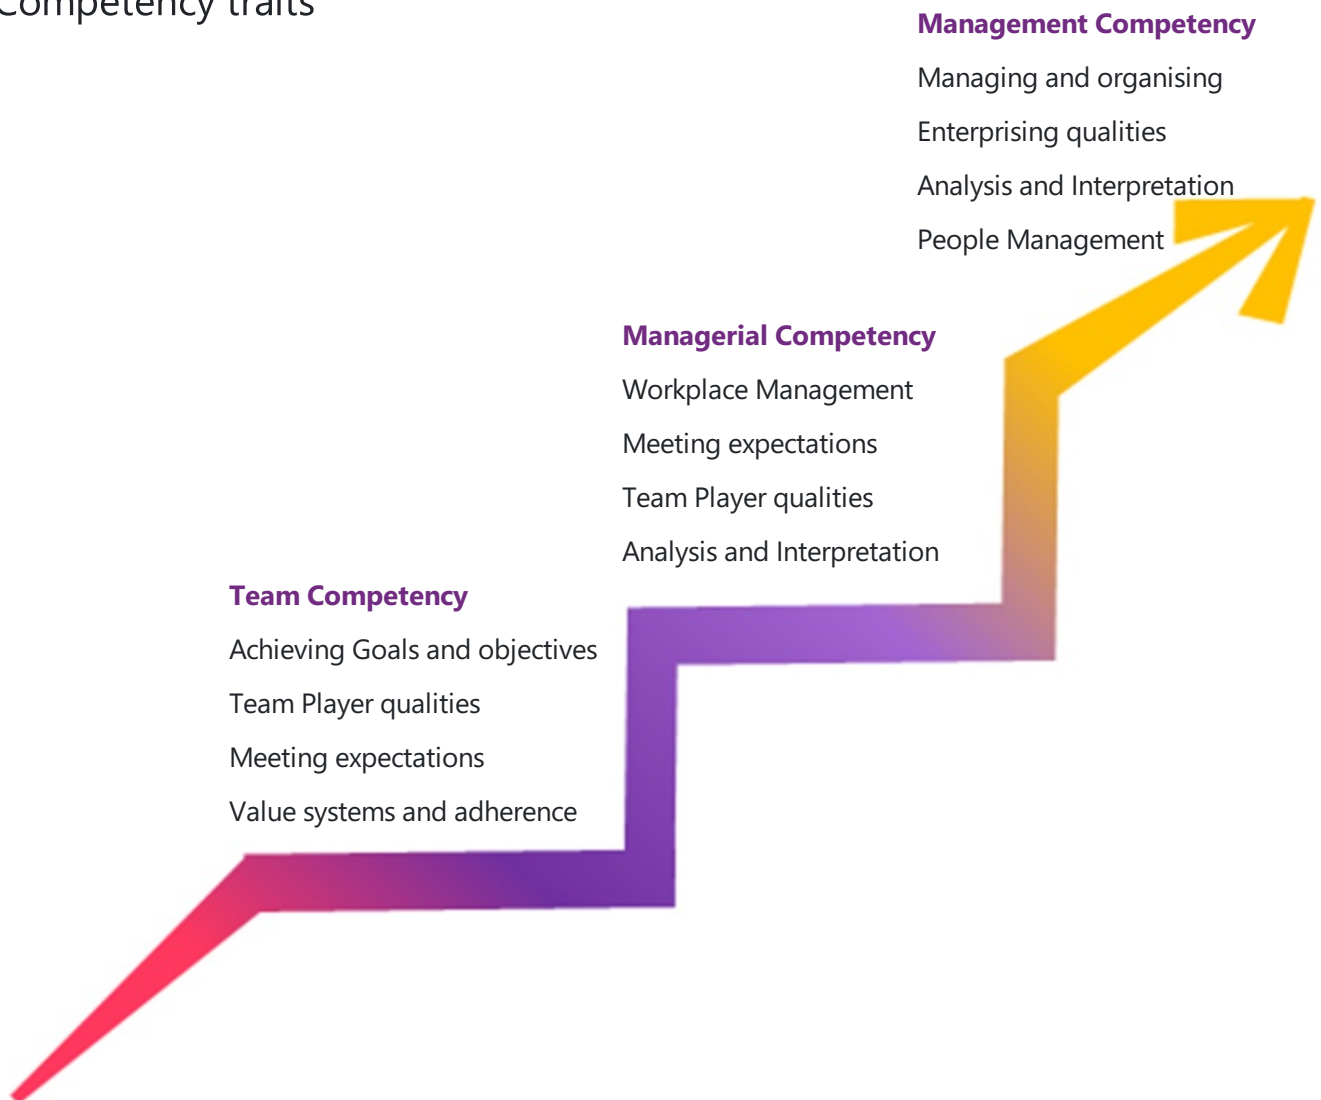 Competency traits
Management Competency
Managing and organising
Enterprising qualities
Analysis and Interpretation
People Management
Managerial Competency
Workplace Management
Meeting expectations
Team Player qualities
Analysis and Interpretation
Team Competency
Achieving Goals and objectives
Team Player qualities
Meeting expectations
Value systems and adherence